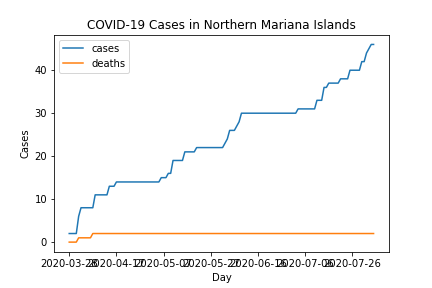 COVID-19 Cases in Northern Mariana Islands
cases
deaths
Cases
40
30
20
10
0
2020-03-28 2020-04-17 2020-05-07 2020-05-27 2020-06-16 2020-07-06 2020-07-26
Day